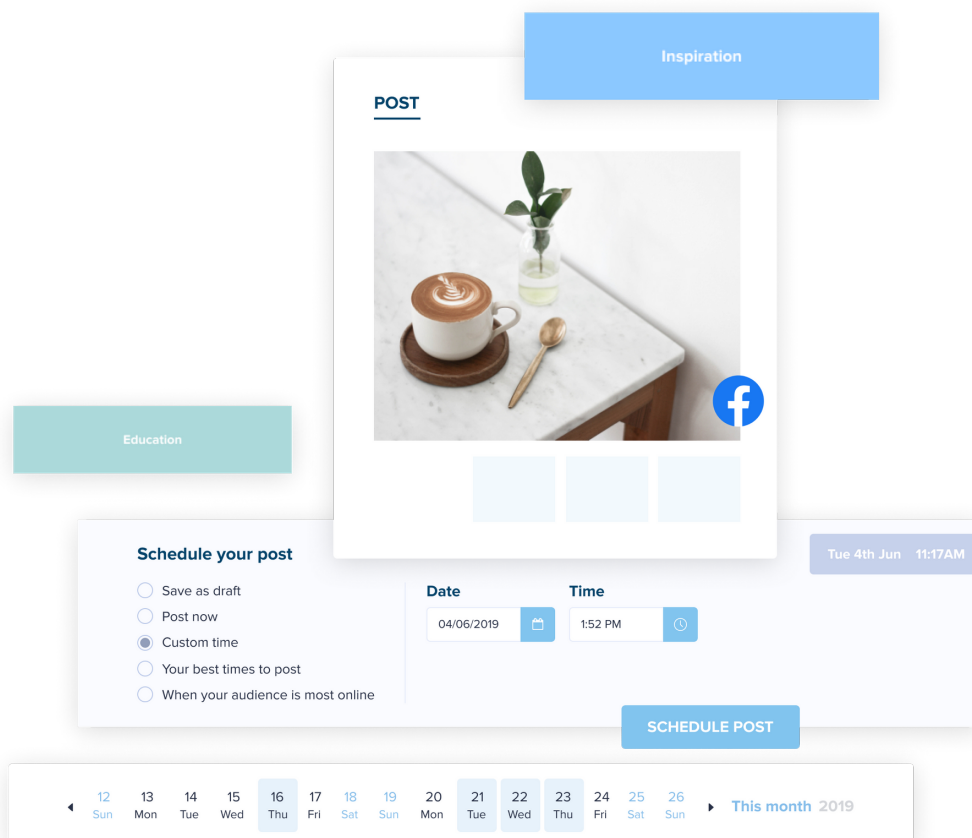 Inspiration
POST
Education
Schedule your post
Tue 4th Jun 11:17AM
Save as draft
Post now
Custom time
Your best times to post
When your audience is most online
Date Time
04/06/2019 1:52 PM
SCHEDULE POST
12 13 14 15 16 17 18 19 20 21 22 23 24 25 26
Sun Mon Tue Wed Thu Fri Sat Sun Mon Tue Wed Thu Fri Sat Sun
This month 2019